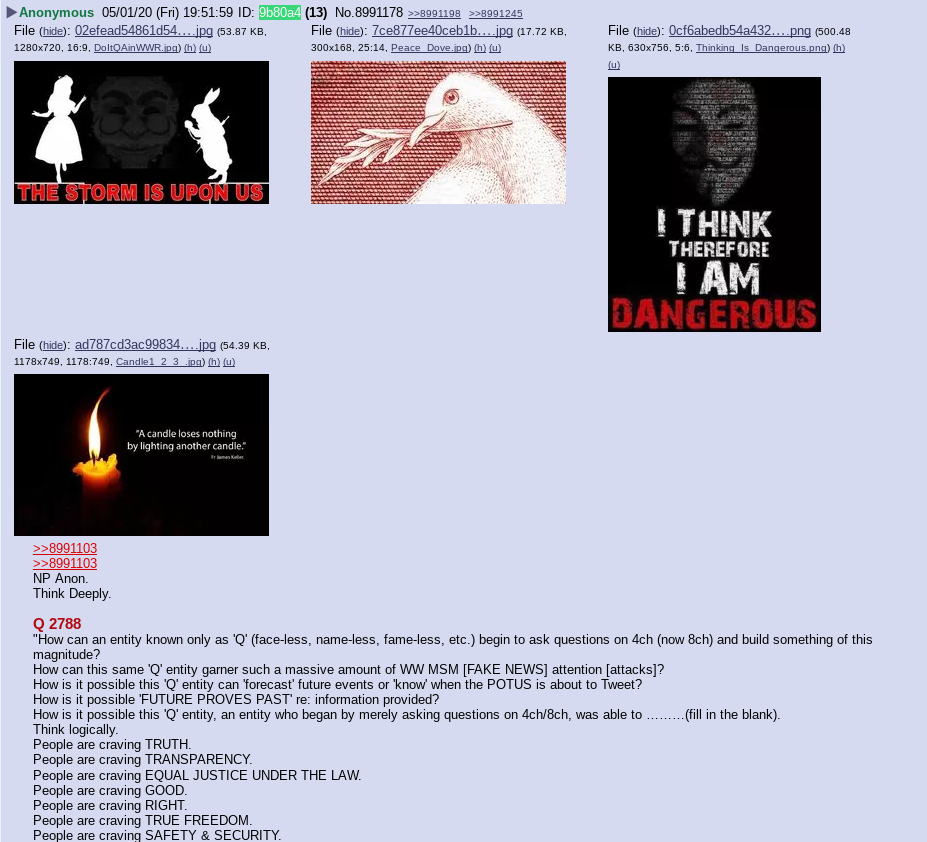 ▶Anonymous 05/01/20 (Fri) 19:51:59 ID: 9b80a4 (13) No.8991178 >>8991198 >>8991245
File (hide): 02efead54861d54….jpg (53.87 KB, 1280x720, 16:9, DoItQAinWWR.jpg) (h) (u)
THE STORM IS UPON US
File (hide): 7ce877ee40ceb1b….jpg (17.72 KB, 300x168, 25:14, Peace_Dove.jpg) (h) (u)
File (hide): 0cf6abedb54a432….png (500.48 KB, 630x756, 5:6, Thinking_Is_Dangerous.png) (h) (u)
I THINK
THEREFORE
I AM
DANGEROUS
File (hide): ad787cd3ac99834….jpg (54.39 KB, 1178x749, 1178:749, Candle1_2_3_.jpg) (h) (u)
"A candle loses nothing
by lighting another candle."
Fr James Keller
>>8991103
>>8991103
NP Anon.
Think Deeply.
Q 2788
"How can an entity known only as 'Q' (face-less, name-less, fame-less, etc.) begin to ask questions on 4ch (now 8ch) and build something of this
magnitude?
How can this same 'Q' entity garner such a massive amount of WW MSM [FAKE NEWS] attention [attacks]?
How is it possible this 'Q' entity can 'forecast' future events or 'know' when the POTUS is about to Tweet?
How is it possible 'FUTURE PROVES PAST' re: information provided?
How is it possible this 'Q' entity, an entity who began by merely asking questions on 4ch/8ch, was able to ………(fill in the blank).
Think logically.
People are craving TRUTH.
People are craving TRANSPARENCY.
People are craving EQUAL JUSTICE UNDER THE LAW.
People are craving GOOD.
People are craving RIGHT.
People are craving TRUE FREEDOM.
People are craving SAFETY & SECURITY.